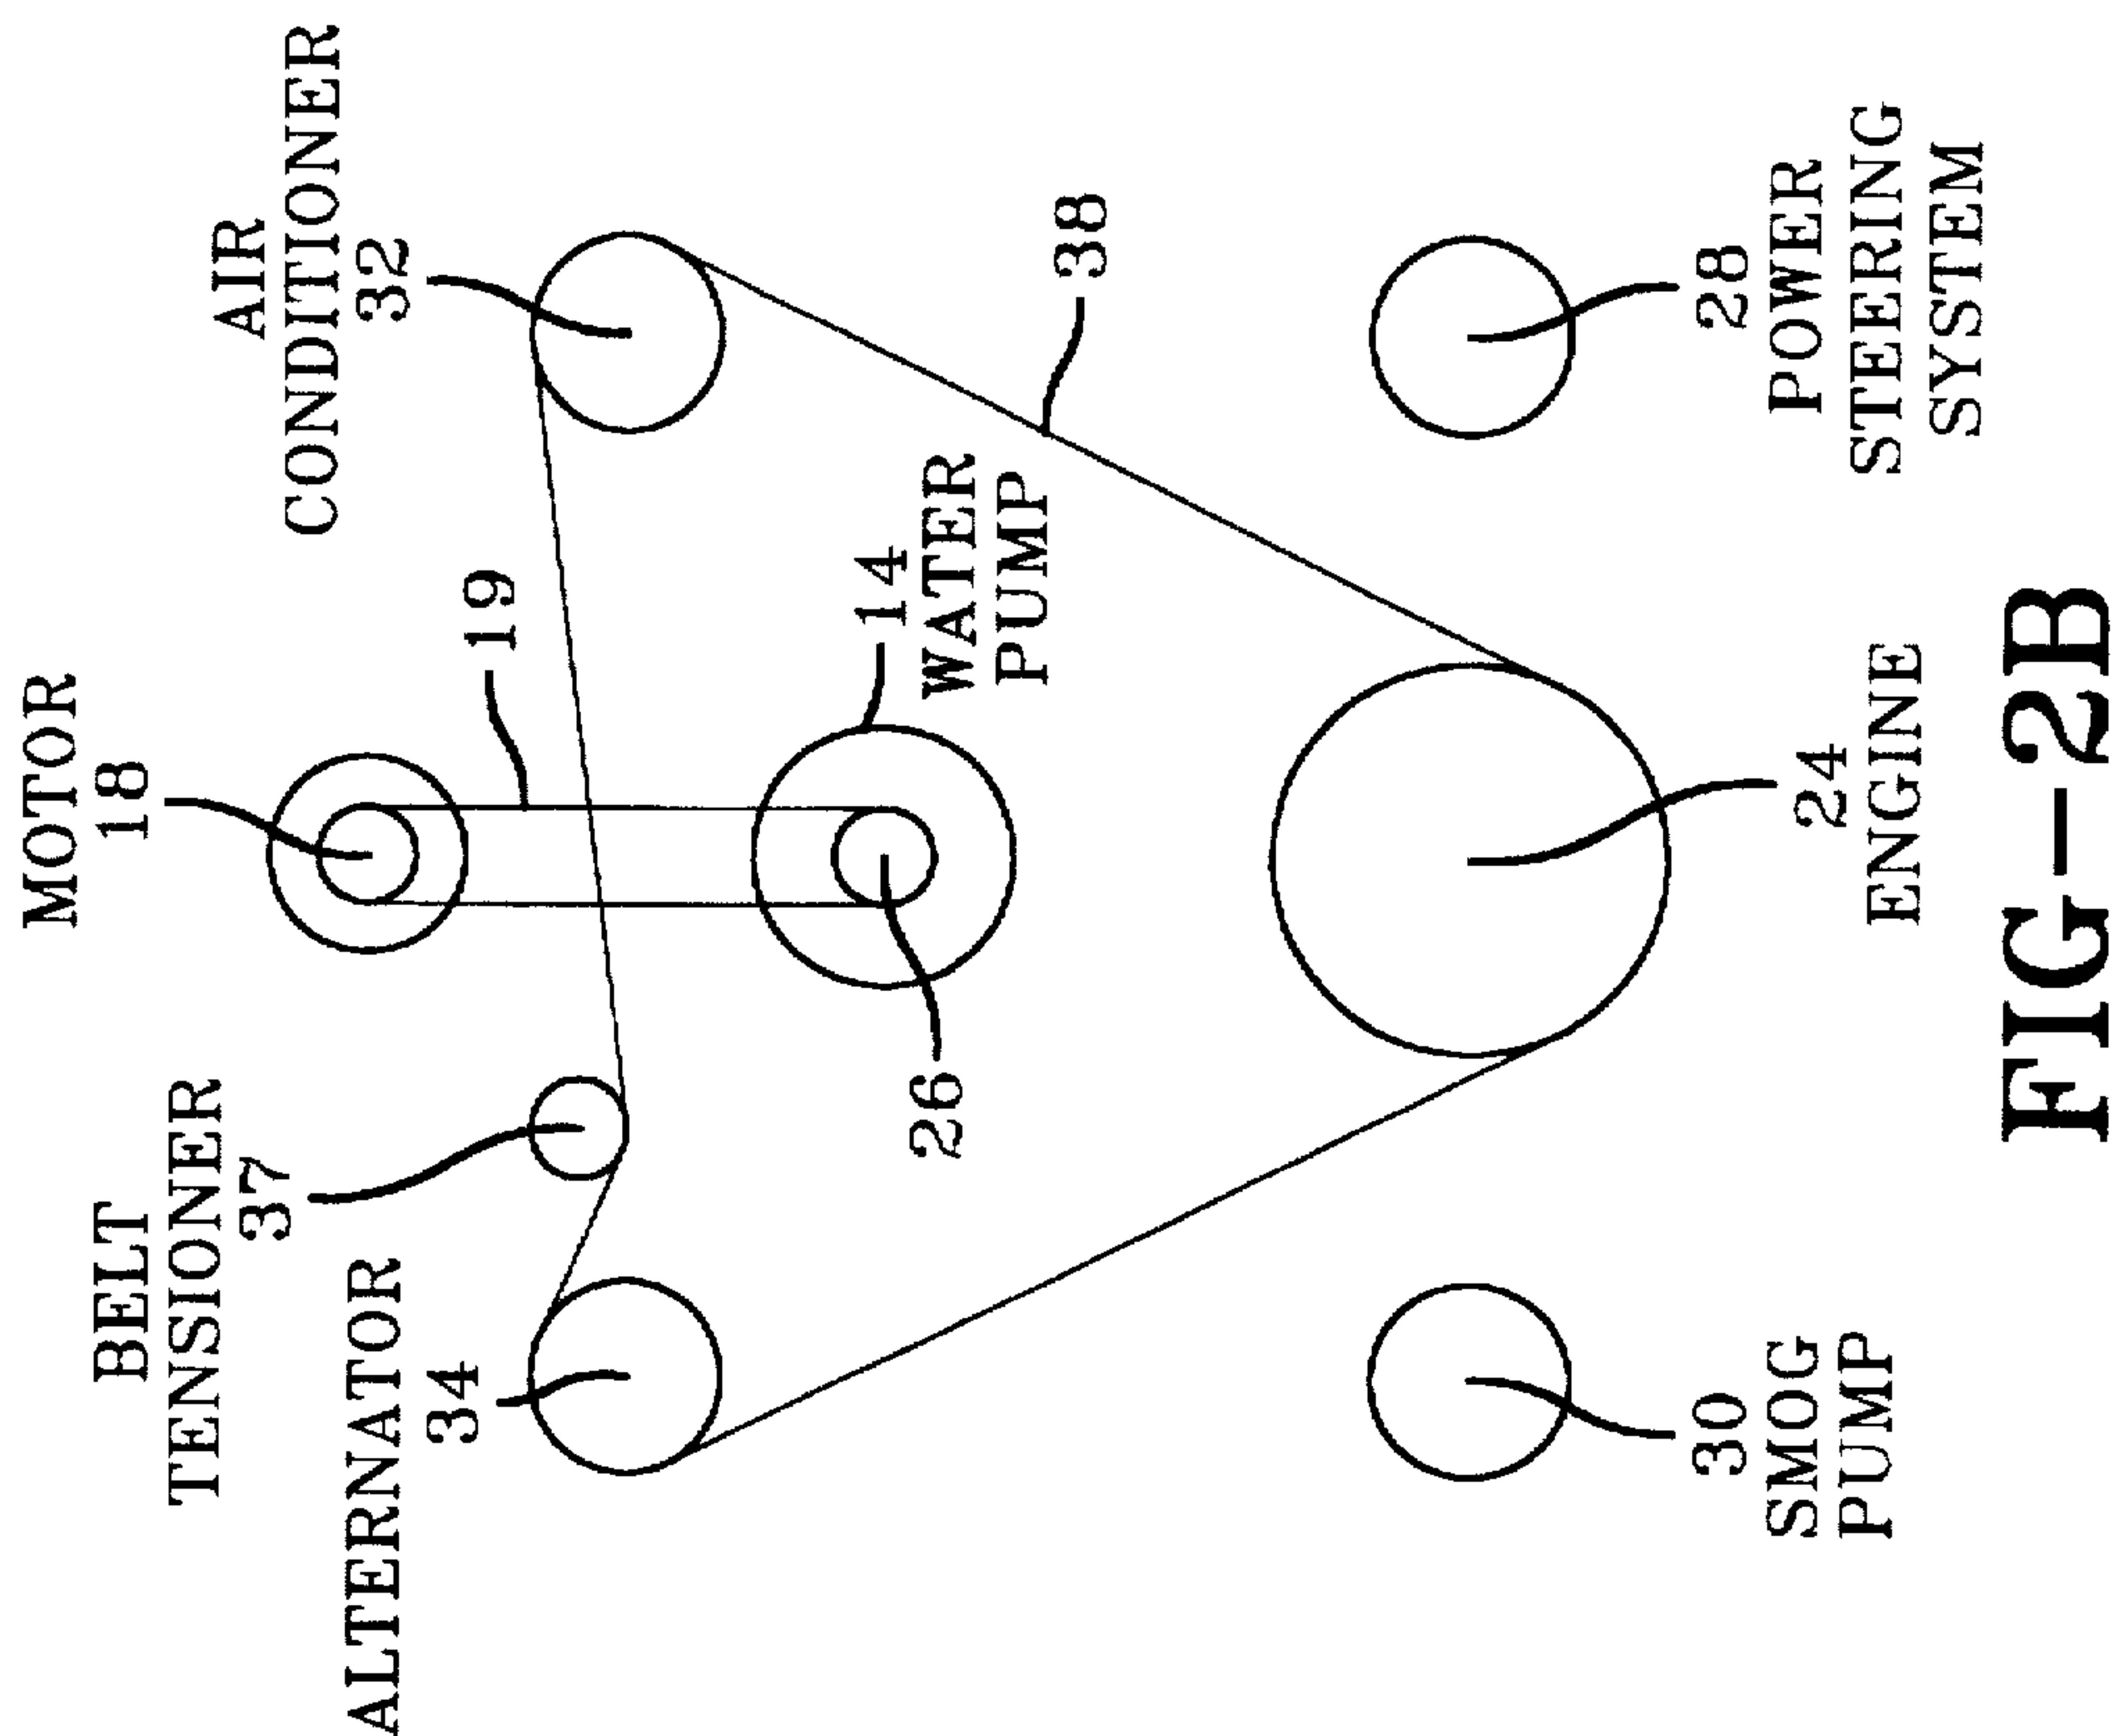 MOTOR
18
BELT
TENSIONER
37
ALTERNATOR
34
AIR
CONDITIONER
32
19
14
WATER
PUMP
26
38
30
SMOG
PUMP
24
ENGINE
28
POWER
STEERING
SYSTEM
FIG-2B